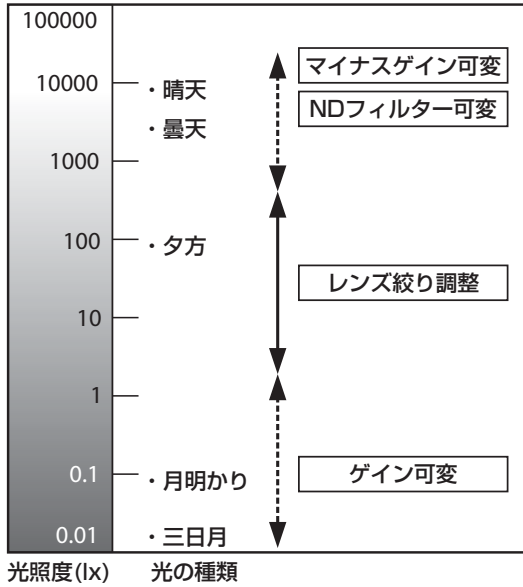 100000
マイナスゲイン可変
10000
・晴天
NDフィルター可変
・曇天
1000
100
・夕方
レンズ絞り調整
10
1
0.1
・月明かり
ゲイン可変
0.01
・三日月
光照度(lx)
光の種類